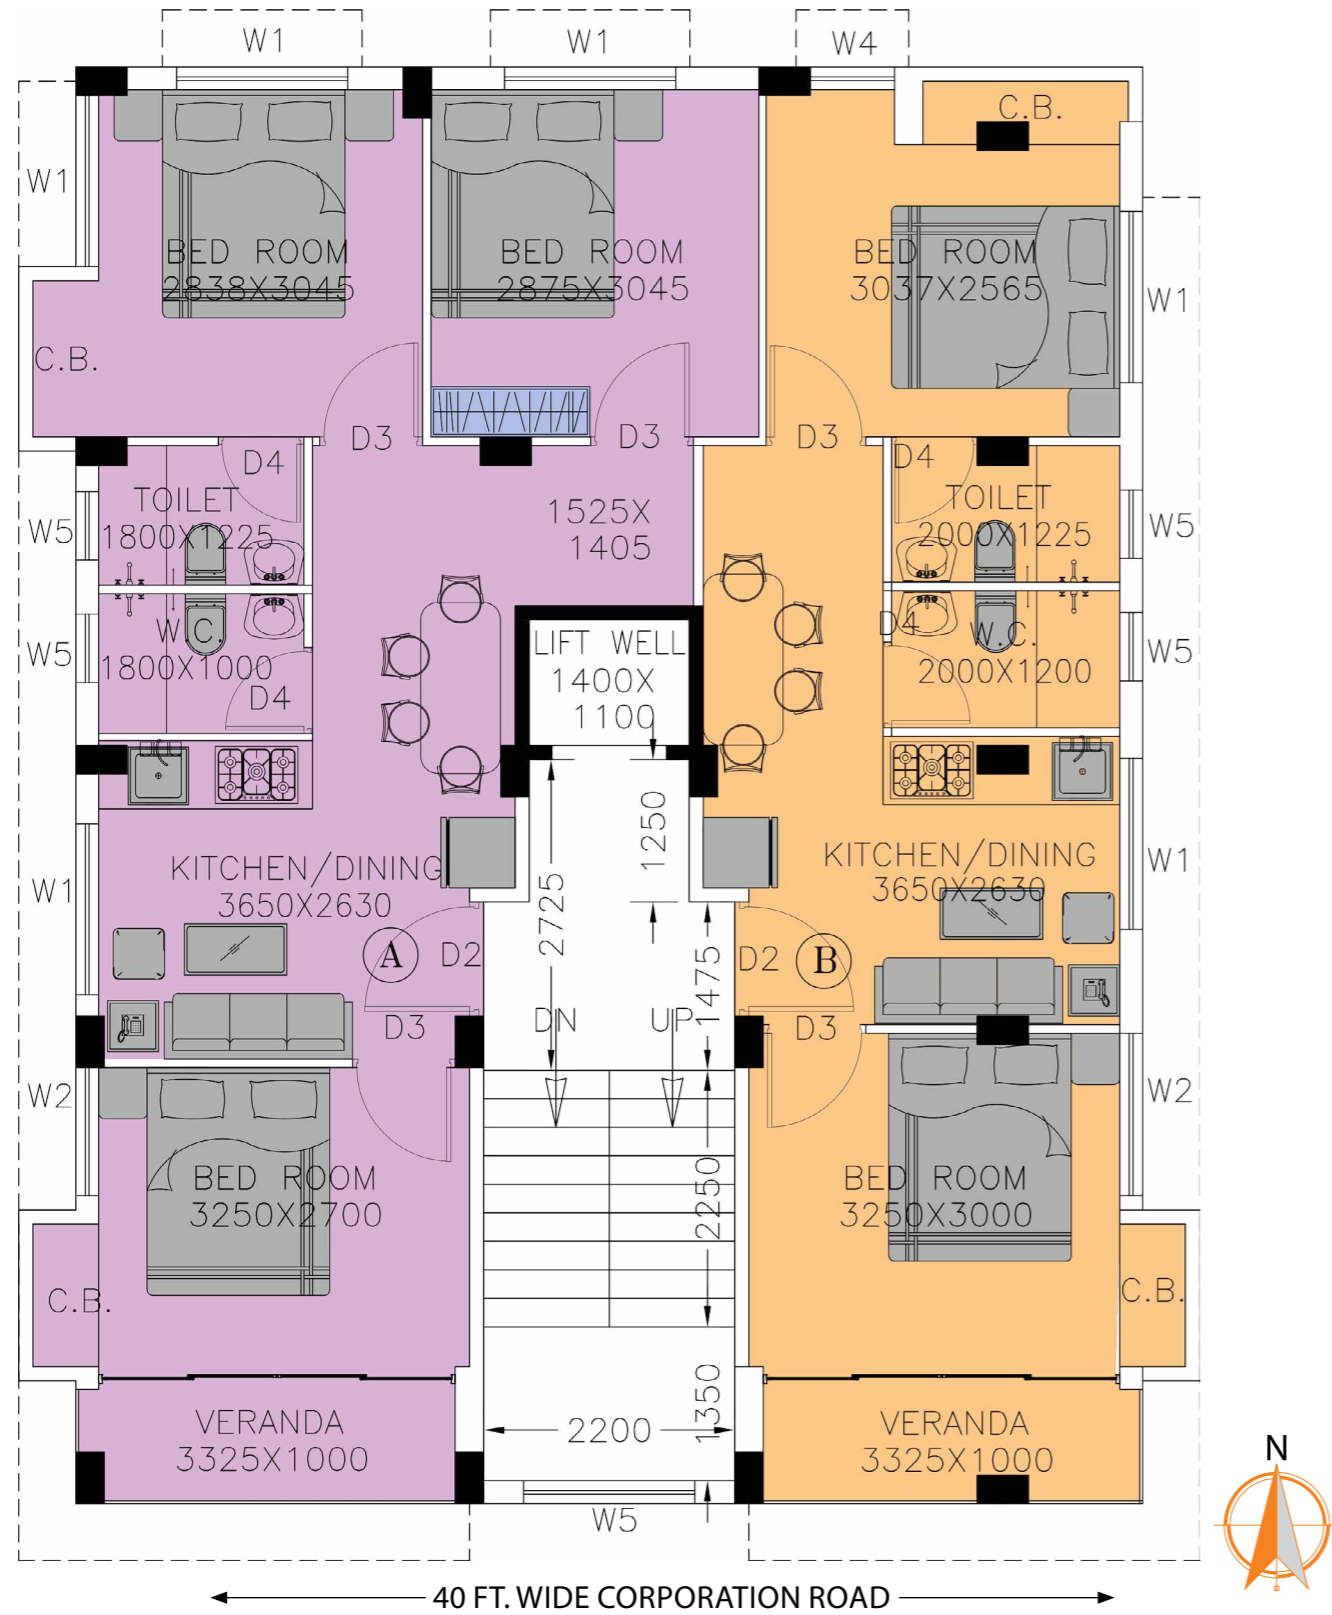 W1
W1
W4
C.B.
W1
BED ROOM
2838X3045
BED ROOM
2875X3045
BED ROOM
3037X2565
W1
C.B.
D3
D3
D3
D4
D4
TOILET
1800X1225
1525X
1405
TOILET
2000X1225
W5
W5
W5
W.C.
1800X1000
D4
LIFT WELL
1400X
1100
D4
W.C.
2000X1200
W5
1250
KITCHEN/DINING
3650X2630
KITCHEN/DINING
3650X2630
W1
W1
2725
A
D2
D2
B
1475
D3
DN
UP
D3
W2
W2
BED ROOM
3250X2700
2250
BED ROOM
3250X3000
C.B.
C.B.
1350
VERANDA
3325X1000
2200
VERANDA
3325X1000
W5
N
40 FT. WIDE CORPORATION ROAD